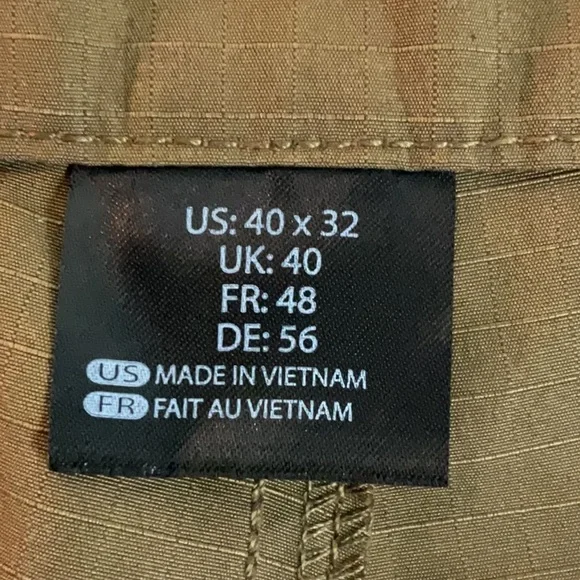 US: 40 x 32
UK: 40
FR: 48
DE: 56
US MADE IN VIETNAM
FR FAIT AU VIETNAM